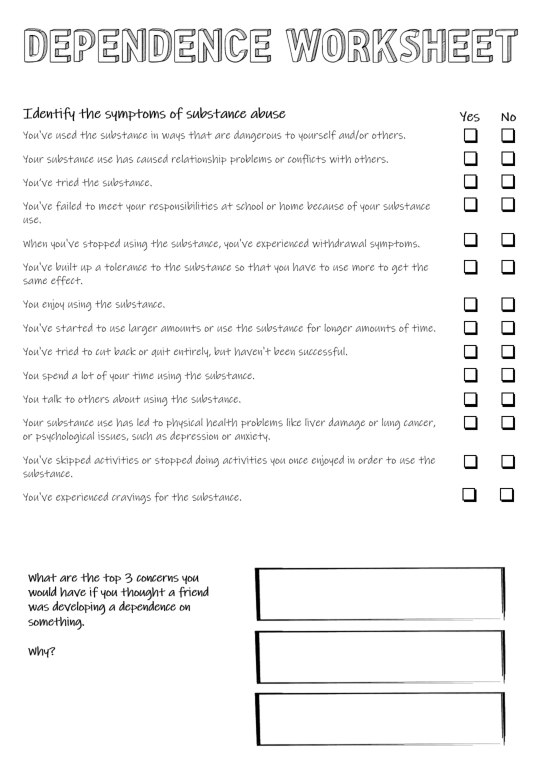 DEPENDENCE WORKSHEET
Identify the symptoms of substance abuse
Yes No
You've used the substance in ways that are dangerous to yourself and/or others.
Your substance use has caused relationship problems or conflicts with others.
You've tried the substance.
You've failed to meet your responsibilities at school or home because of your substance
use.
When you've stopped using the substance, you've experienced withdrawal symptoms.
You've built up a tolerance to the substance so that you have to use more to get the
same effect.
You enjoy using the substance.
You've started to use larger amounts or use the substance for longer amounts of time.
You've tried to cut back or quit entirely, but haven't been successful.
You spend a lot of your time using the substance.
You talk to others about using the substance.
Your substance use has led to physical health problems like liver damage or lung cancer,
or psychological issues, such as depression or anxiety.
You've skipped activities or stopped doing activities you once enjoyed in order to use the
substance.
You've experienced cravings for the substance.
What are the top 3 concerns you
would have if you thought a friend
was developing a dependence on
something.
Why?